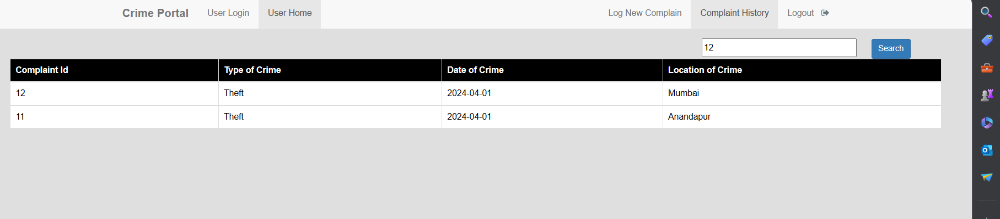 Crime Portal User Login User Home Log New Complain Complaint History Logout
12 Search
Complaint Id Type of Crime Date of Crime Location of Crime
12 Theft 2024-04-01 Mumbai
11 Theft 2024-04-01 Anandapur